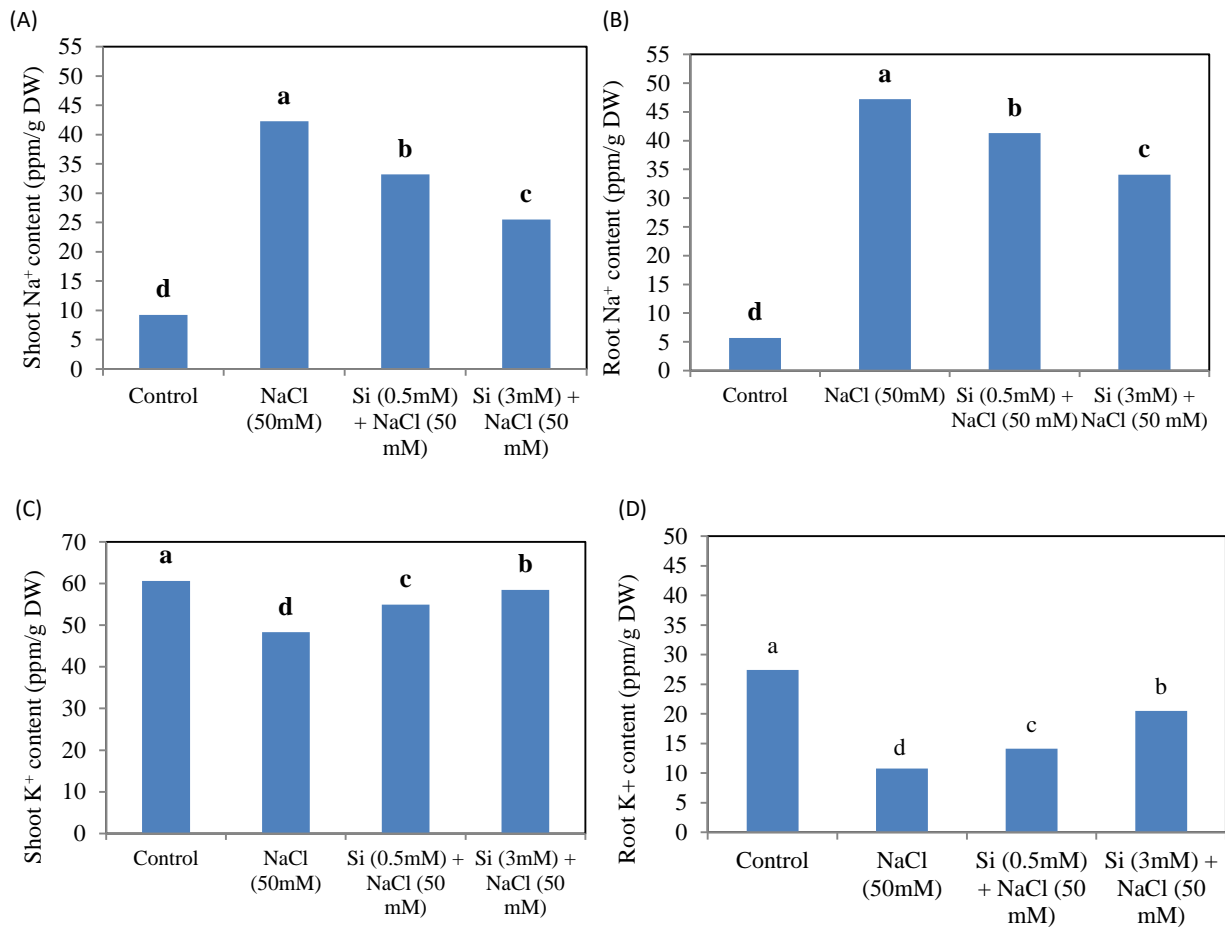 (A)
Shoot Na⁺ content (ppm/g DW)
55
50
45
40
35
30
25
20
15
10
5
0
d
a
b
c
Control
NaCl
(50mM)
Si (0.5mM)
+ NaCl (50
mM)
Si (3mM) +
NaCl (50
mM)
(B)
Root Na⁺ content (ppm/g DW)
55
50
45
40
35
30
25
20
15
10
5
0
d
a
b
c
Control
NaCl (50mM)
Si (0.5mM) +
NaCl (50 mM)
Si (3mM) +
NaCl (50 mM)
(C)
Shoot K⁺ content (ppm/g DW)
70
60
50
40
30
20
10
0
a
d
c
b
Control
NaCl
(50mM)
Si (0.5mM) +
NaCl (50
mM)
Si (3mM) +
NaCl (50
mM)
(D)
Root K+ content (ppm/g DW)
50
45
40
35
30
25
20
15
10
5
0
a
d
c
b
Control
NaCl
(50mM)
Si (0.5mM)
+ NaCl (50
mM)
Si (3mM) +
NaCl (50
mM)